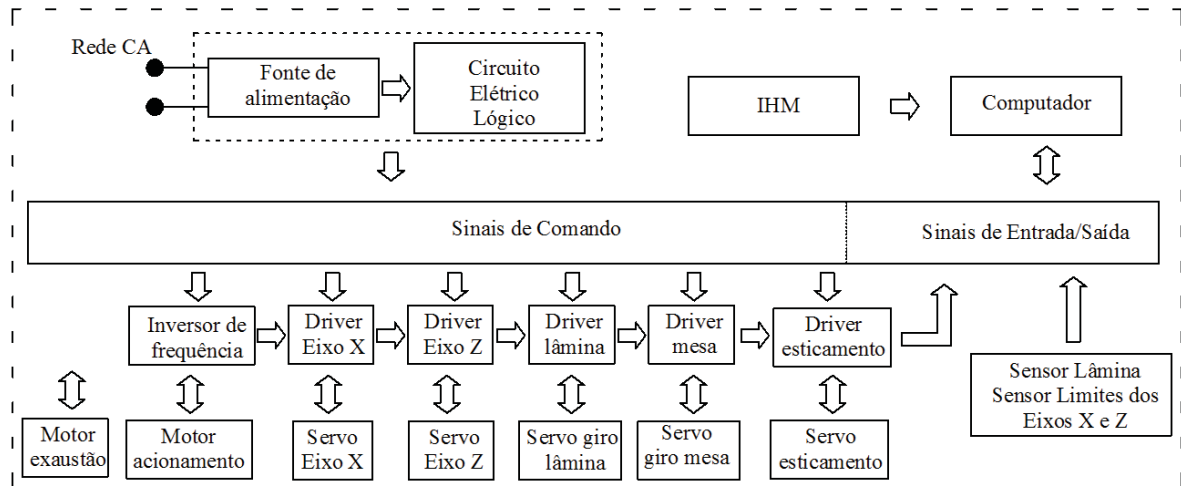 Rede CA
Fonte de
alimentação
Circuito
Elétrico
Lógico
IHM
Computador
Sinais de Comando
Sinais de Entrada/Saída
Inversor de
frequência
Driver
Eixo X
Driver
Eixo Z
Driver
lâmina
Driver
mesa
Driver
esticamento
Sensor Lâmina
Sensor Limites dos
Eixos X e Z
Motor
exaustão
Motor
acionamento
Servo
Eixo X
Servo
Eixo Z
Servo giro
lâmina
Servo
giro mesa
Servo
esticamento